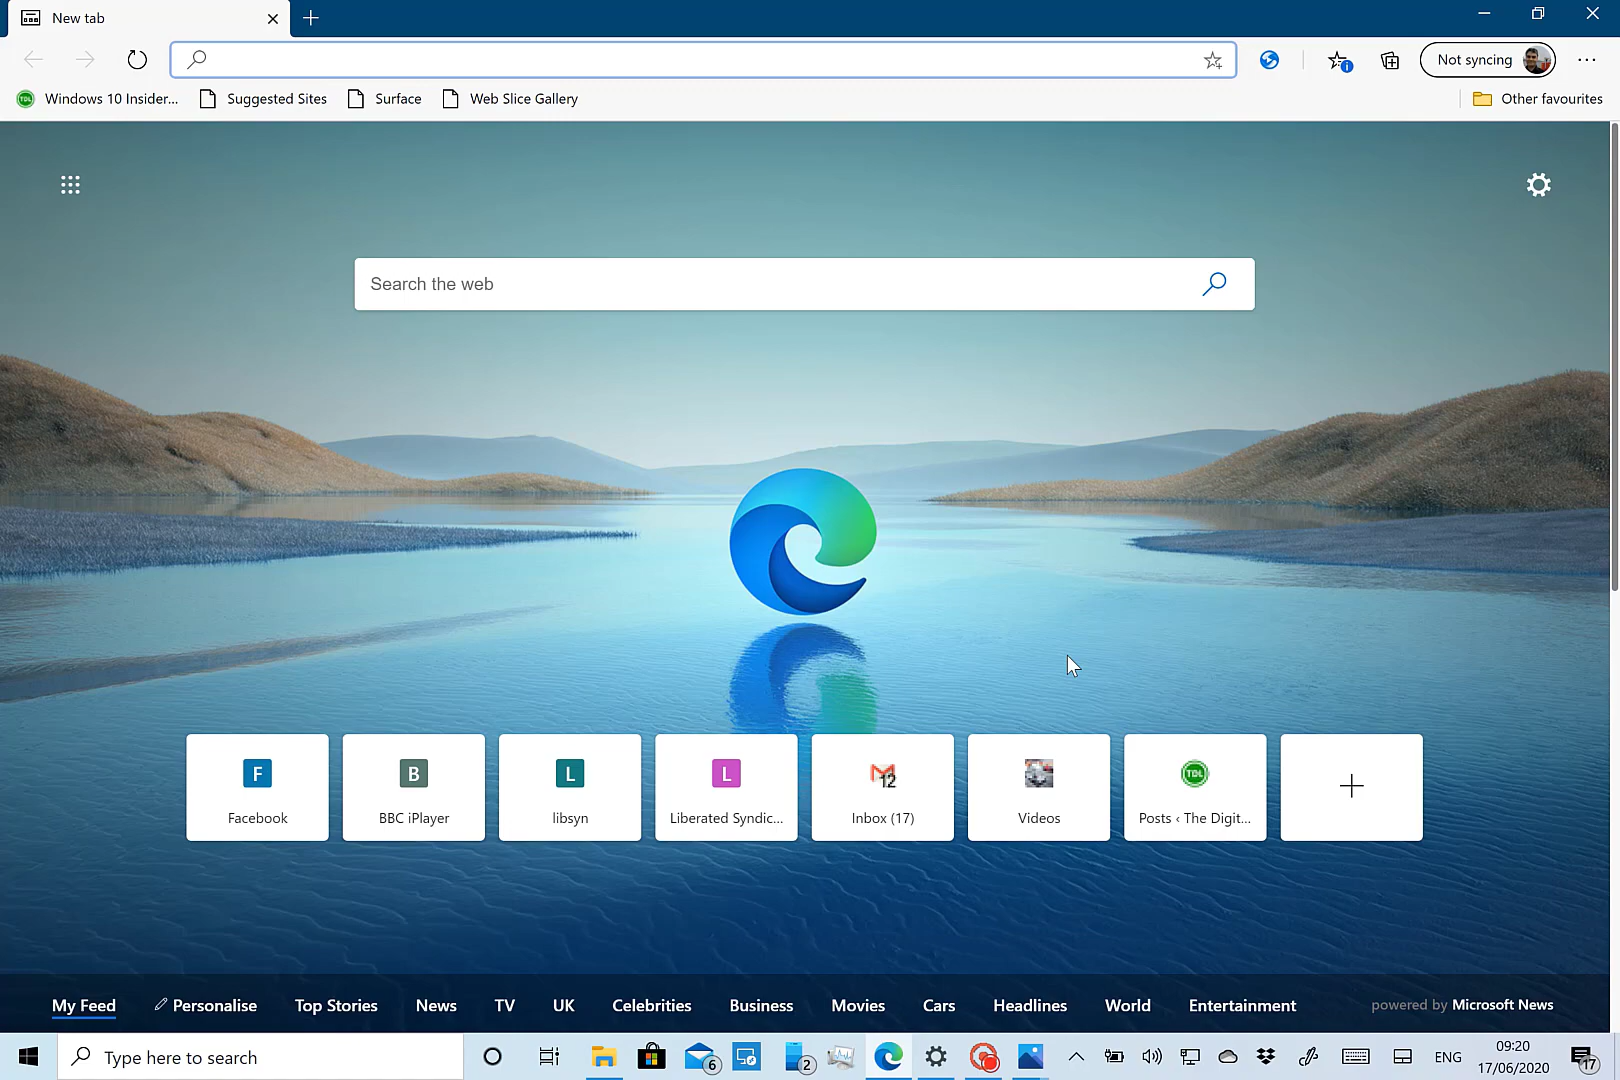 New tab
Not syncing
Windows 10 Insider...
Suggested Sites
Surface
Web Slice Gallery
Other favourites
Search the web
F
Facebook
B
BBC iPlayer
L
libsyn
L
Liberated Syndic...
12
Inbox (17)
Videos
TDL
Posts ‹ The Digit...
My Feed
Personalise
Top Stories
News
TV
UK
Celebrities
Business
Movies
Cars
Headlines
World
Entertainment
powered by Microsoft News
Type here to search
6
2
ENG
09:20
17/06/2020
17